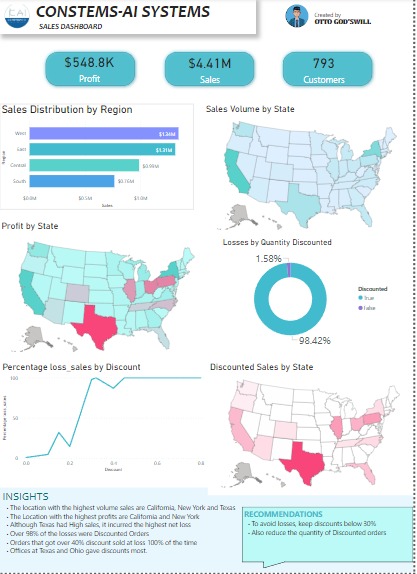 CAI
CONSTEMS-AI SYSTEMS
SALES DASHBOARD
Created by
OTTO GOD'SWILL
$548.8K
Profit
$4.41M
Sales
793
Customers
Sales Distribution by Region
Region
West
$1.34M
East
$1.31M
Central
South
$0.0M
$0.5M
$1.0M
Sales
Sales Volume by State
Profit by State
Losses by Quantity Discounted
1.58%
98.42%
Discounted
True
False
Percentage loss_sales by Discount
Percentage loss_sales
100
50
0
0.0
0.2
0.4
0.6
0.8
Discount
Discounted Sales by State
INSIGHTS
• The location with the highest volume sales are California, New York and Texas
• The Location with the highest profits are California and New York
• Although Texas had High sales, it incurred the highest net loss
• Over 98% of the losses were Discounted Orders
• Orders that got over 40% discount sold at loss 100% of the time
• Offices at Texas and Ohio gave discounts most.
RECOMMENDATIONS
• To avoid losses, keep discounts below 30%
• Also reduce the quantity of Discounted orders